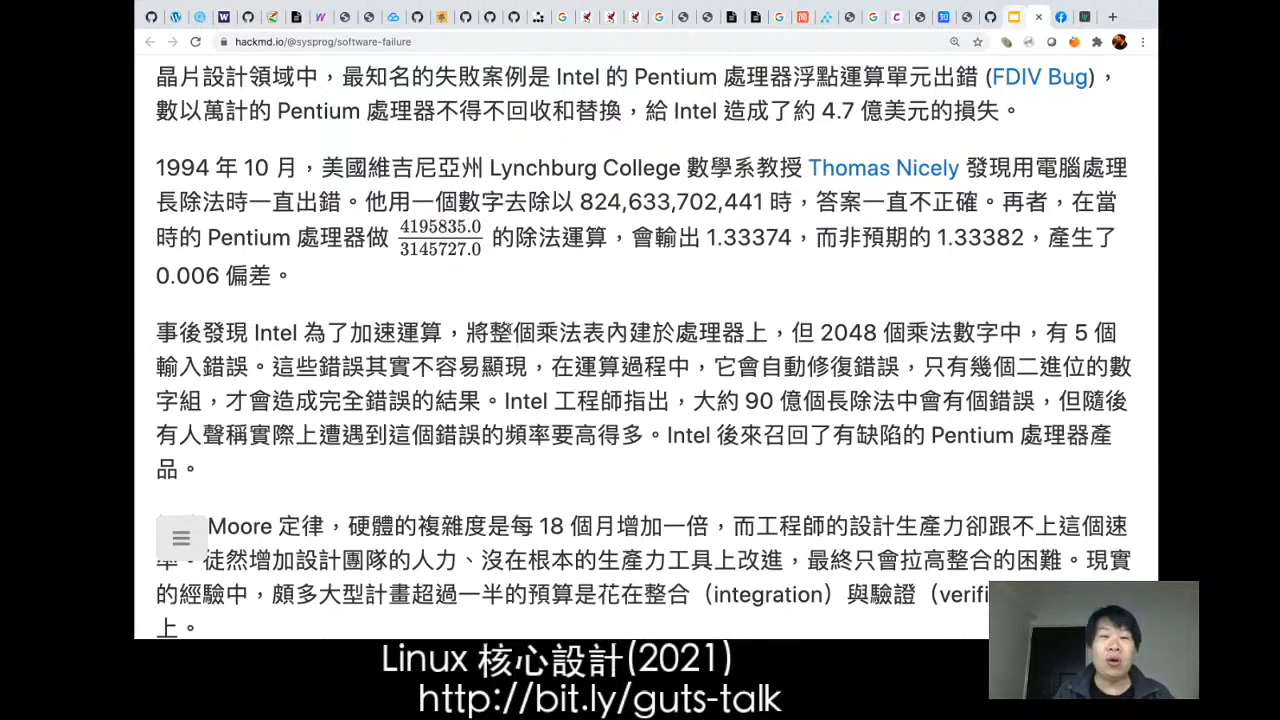 hackmd.io/@sysprog/software-failure
晶片設計領域中，最知名的失敗案例是 Intel 的 Pentium 處理器浮點運算單元出錯 (FDIV Bug)，
數以萬計的 Pentium 處理器不得不回收和替換，給 Intel 造成了約 4.7 億美元的損失。
1994 年 10 月，美國維吉尼亞州 Lynchburg College 數學系教授 Thomas Nicely 發現用電腦處理
長除法時一直出錯。他用一個數字去除以 824,633,702,441 時，答案一直不正確。再者，在當
時的 Pentium 處理器做 4195835.0/3145727.0 的除法運算，會輸出 1.33374，而非預期的 1.33382，產生了
0.006 偏差。
事後發現 Intel 為了加速運算，將整個乘法表內建於處理器上，但 2048 個乘法數字中，有 5 個
輸入錯誤。這些錯誤其實不容易顯現，在運算過程中，它會自動修復錯誤，只有幾個二進位的數
字組，才會造成完全錯誤的結果。Intel 工程師指出，大約 90 億個長除法中會有個錯誤，但隨後
有人聲稱實際上遭遇到這個錯誤的頻率要高得多。Intel 後來召回了有缺陷的 Pentium 處理器產
品。
Moore 定律，硬體的複雜度是每 18 個月增加一倍，而工程師的設計生產力卻跟不上這個速
徒然增加設計團隊的人力、沒在根本的生產力工具上改進，最終只會拉高整合的困難。現實
的經驗中，頗多大型計畫超過一半的預算是花在整合（integration）與驗證（verifi
上。
Linux 核心設計(2021)
http://bit.ly/guts-talk